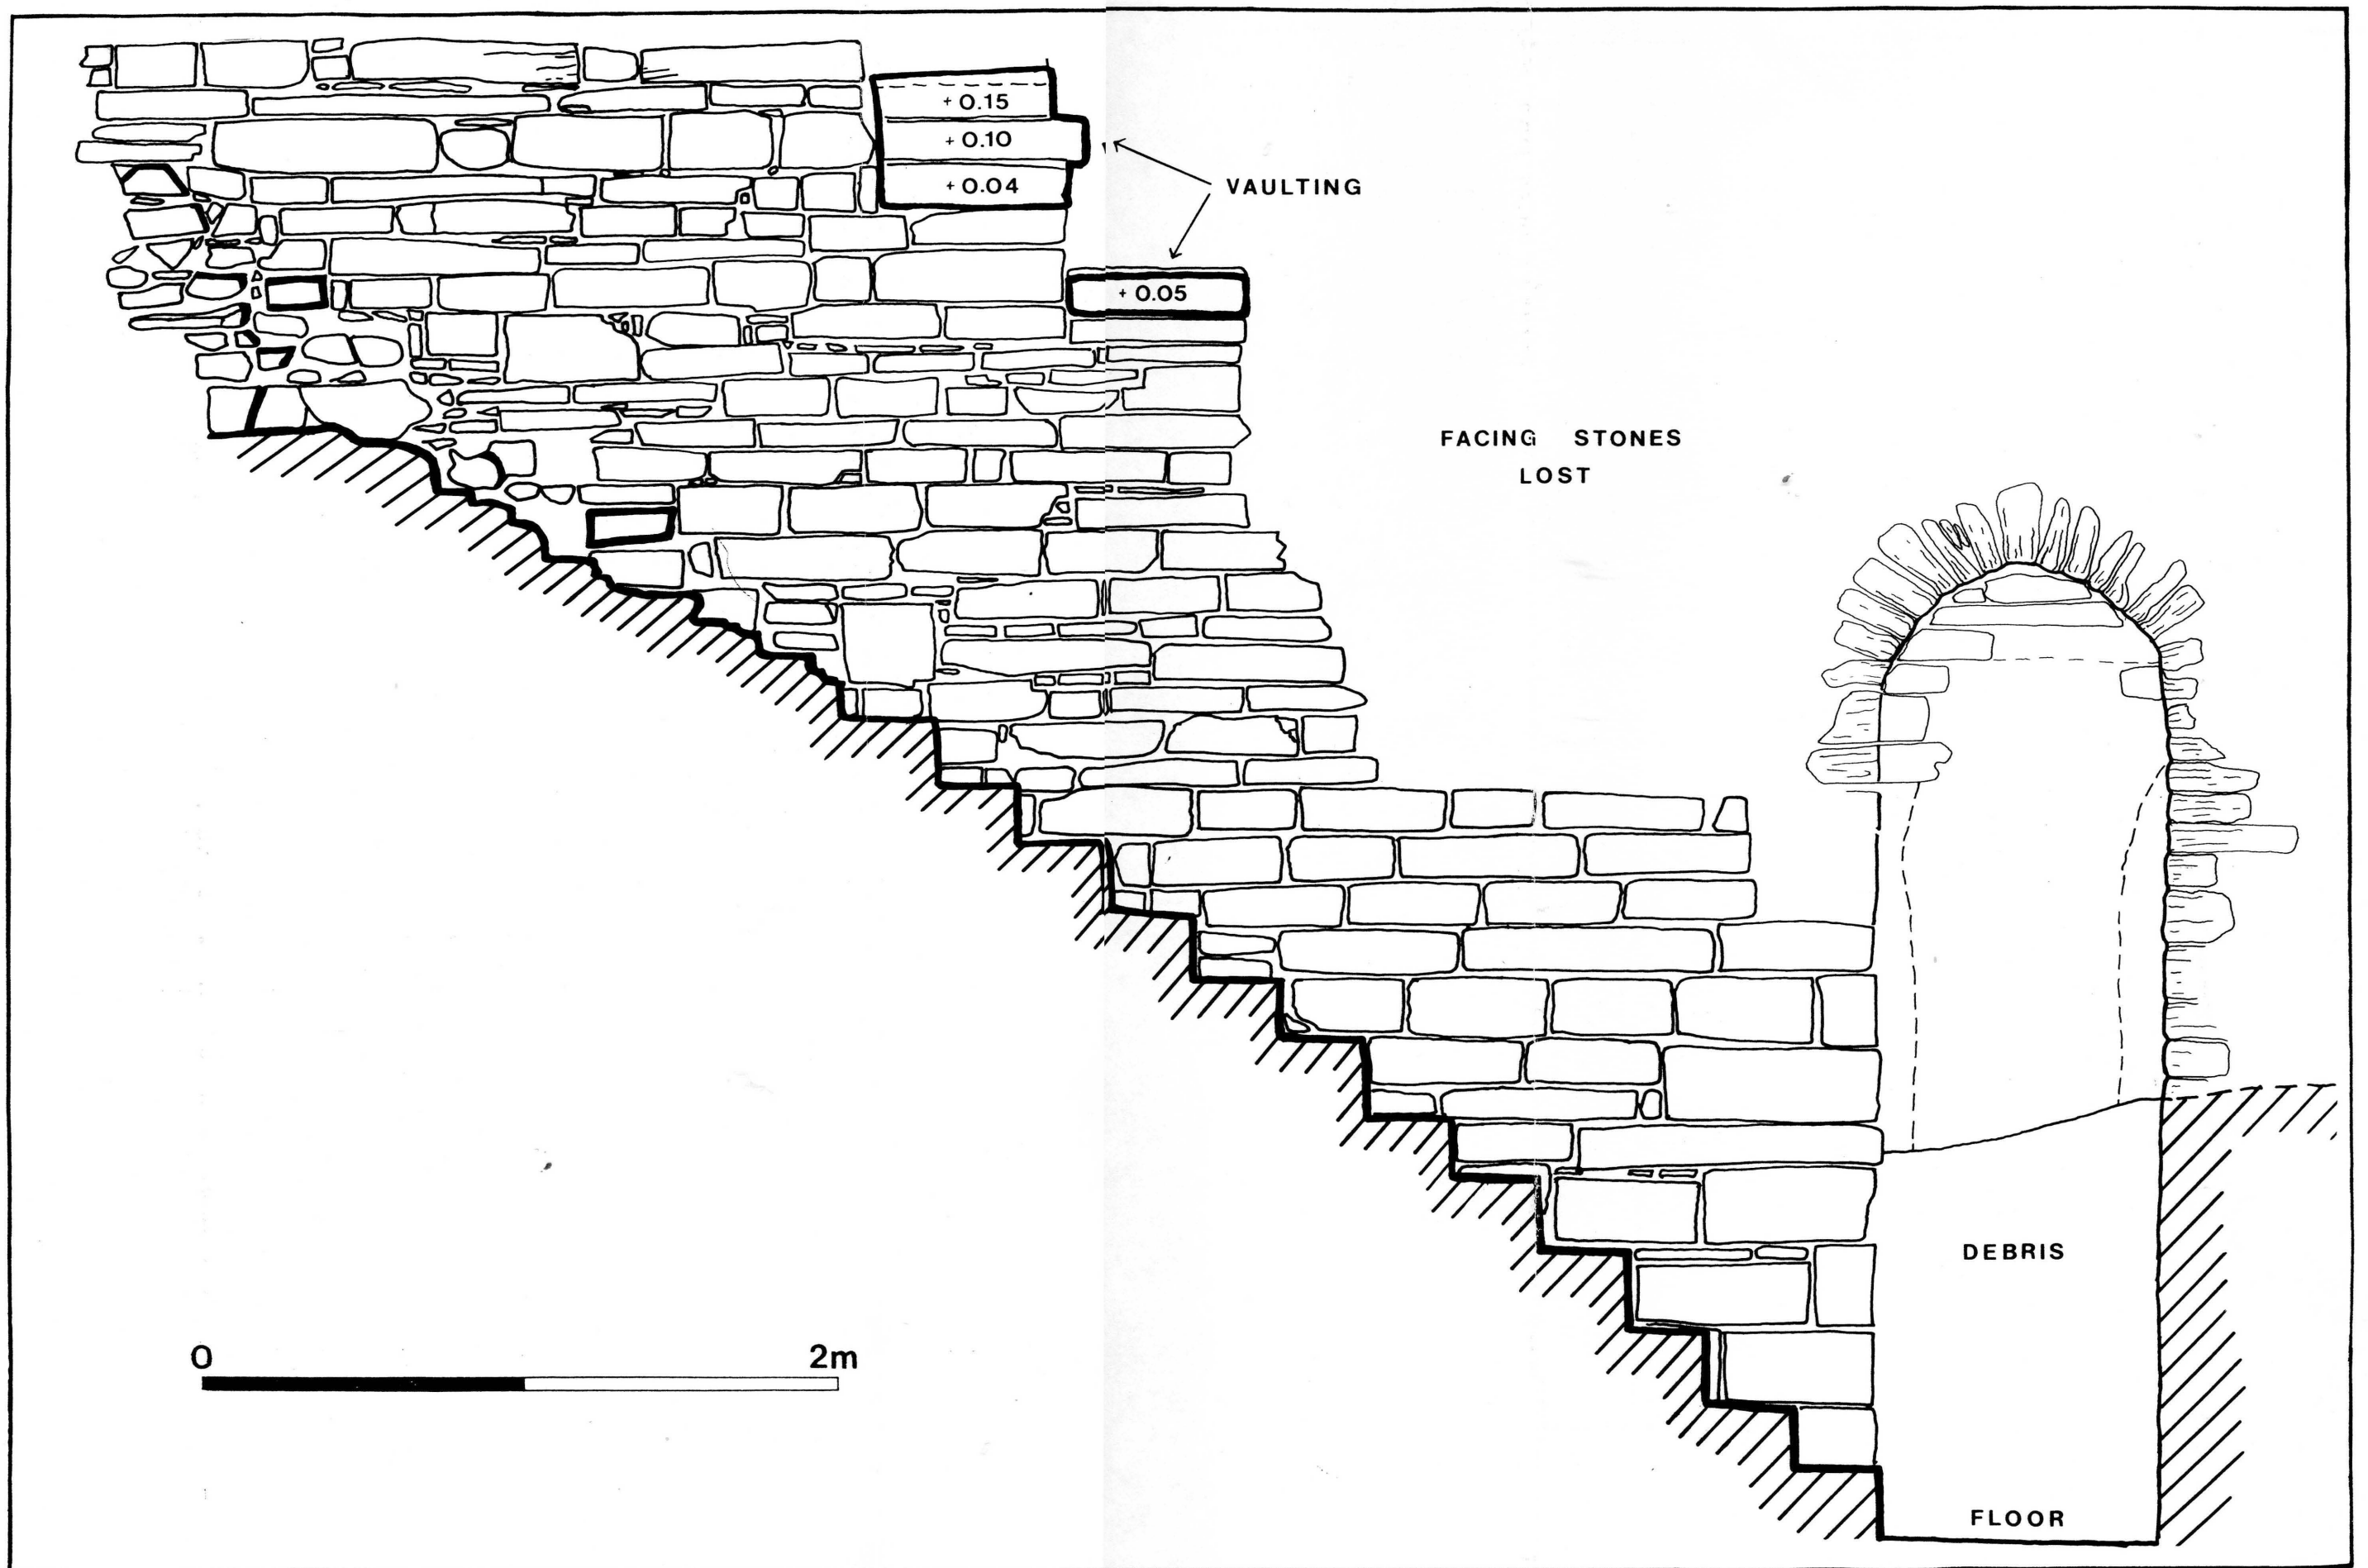 + 0.15
+ 0.10
+ 0.04
VAULTING
+ 0.05
FACING STONES
LOST
DEBRIS
0 2m
FLOOR